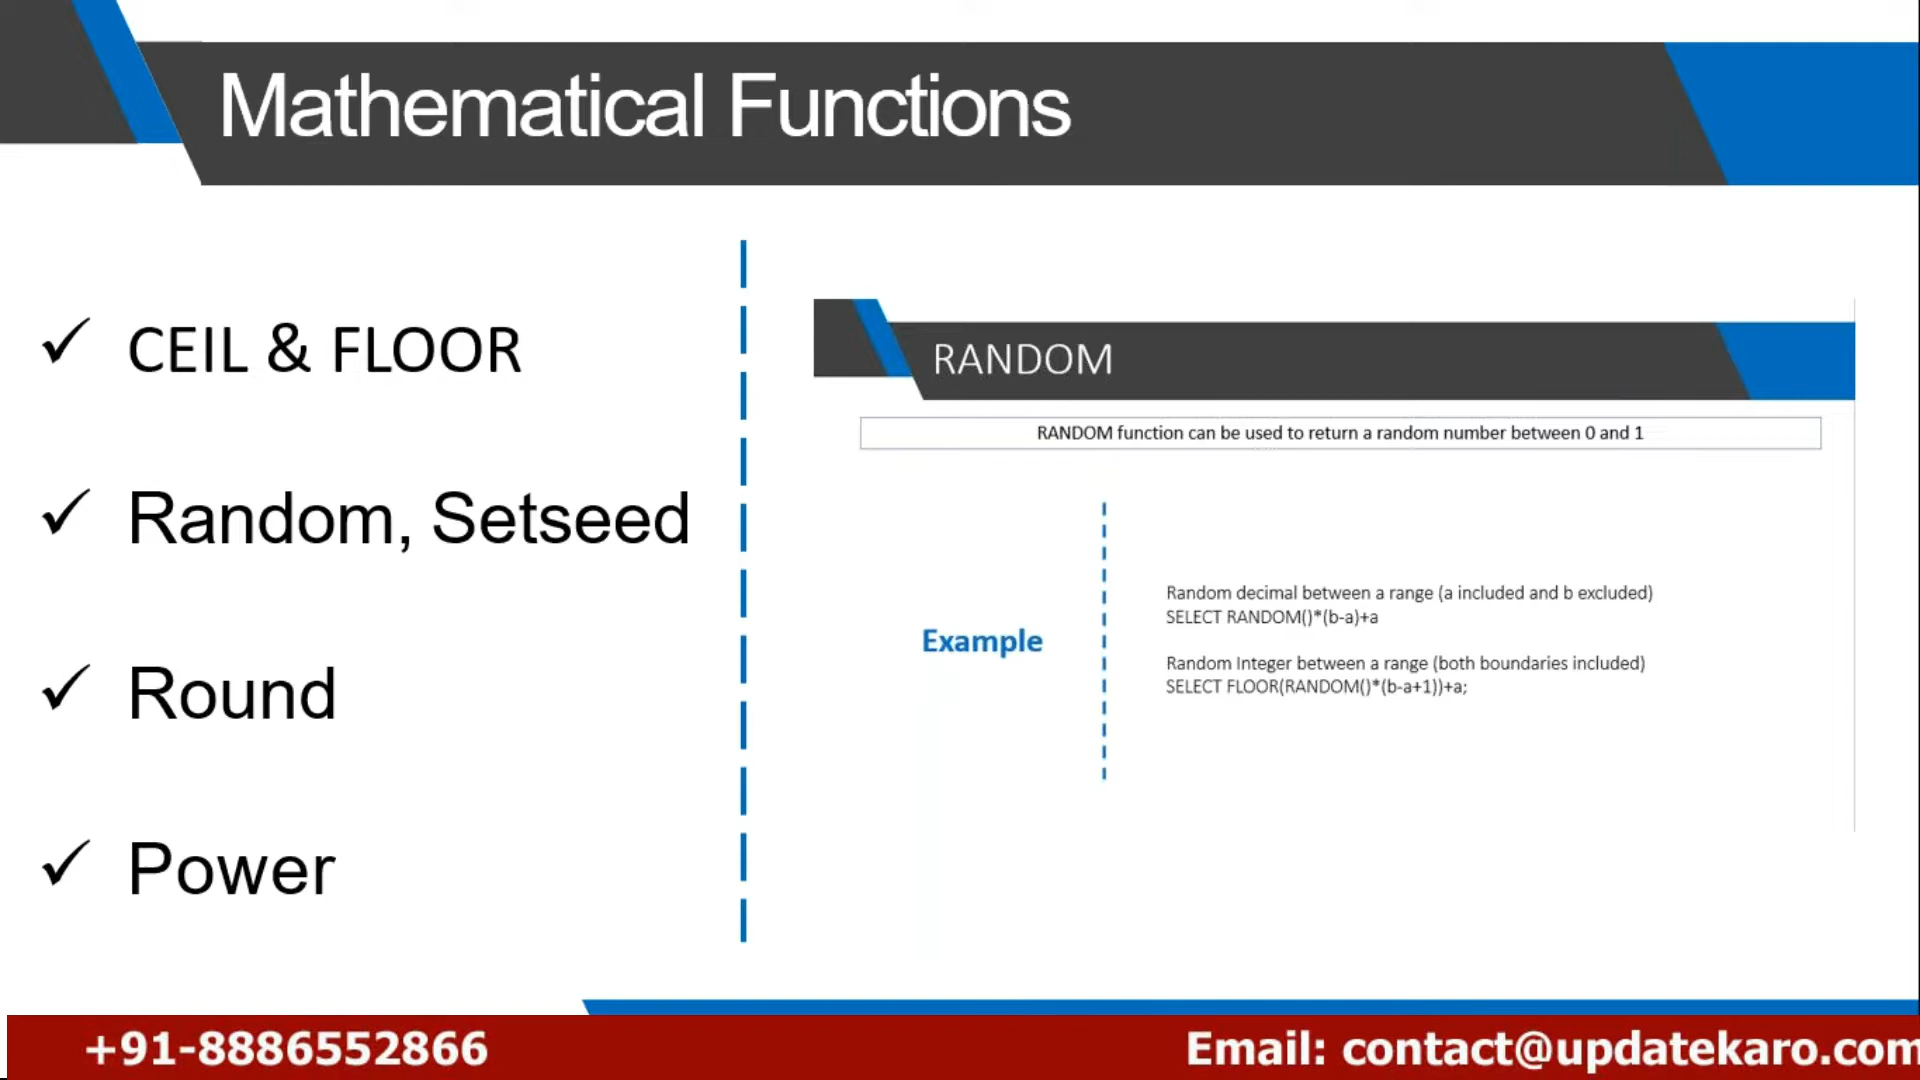 Mathematical Functions
CEIL & FLOOR
Random, Setseed
Round
Power
RANDOM
RANDOM function can be used to return a random number between 0 and 1
Example
Random decimal between a range (a included and b excluded)
SELECT RANDOM()*(b-a)+a
Random Integer between a range (both boundaries included)
SELECT FLOOR(RANDOM()*(b-a+1))+a;
+91-8886552866
Email: contact@updatekaro.com